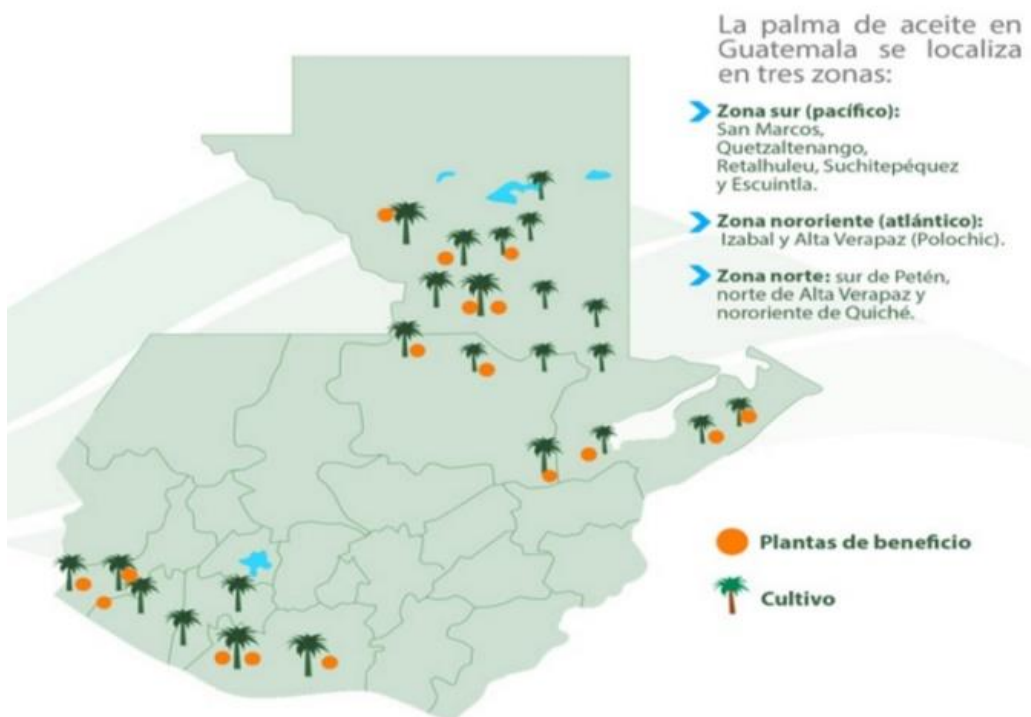 La palma de aceite en
Guatemala se localiza
en tres zonas:
Zona sur (pacífico):
San Marcos,
Quetzaltenango,
Retalhuleu, Suchitepéquez
y Escuintla.
Zona nororiente (atlántico):
Izabal y Alta Verapaz (Polochic).
Zona norte: sur de Petén,
norte de Alta Verapaz y
nororiente de Quiché.
Plantas de beneficio
Cultivo